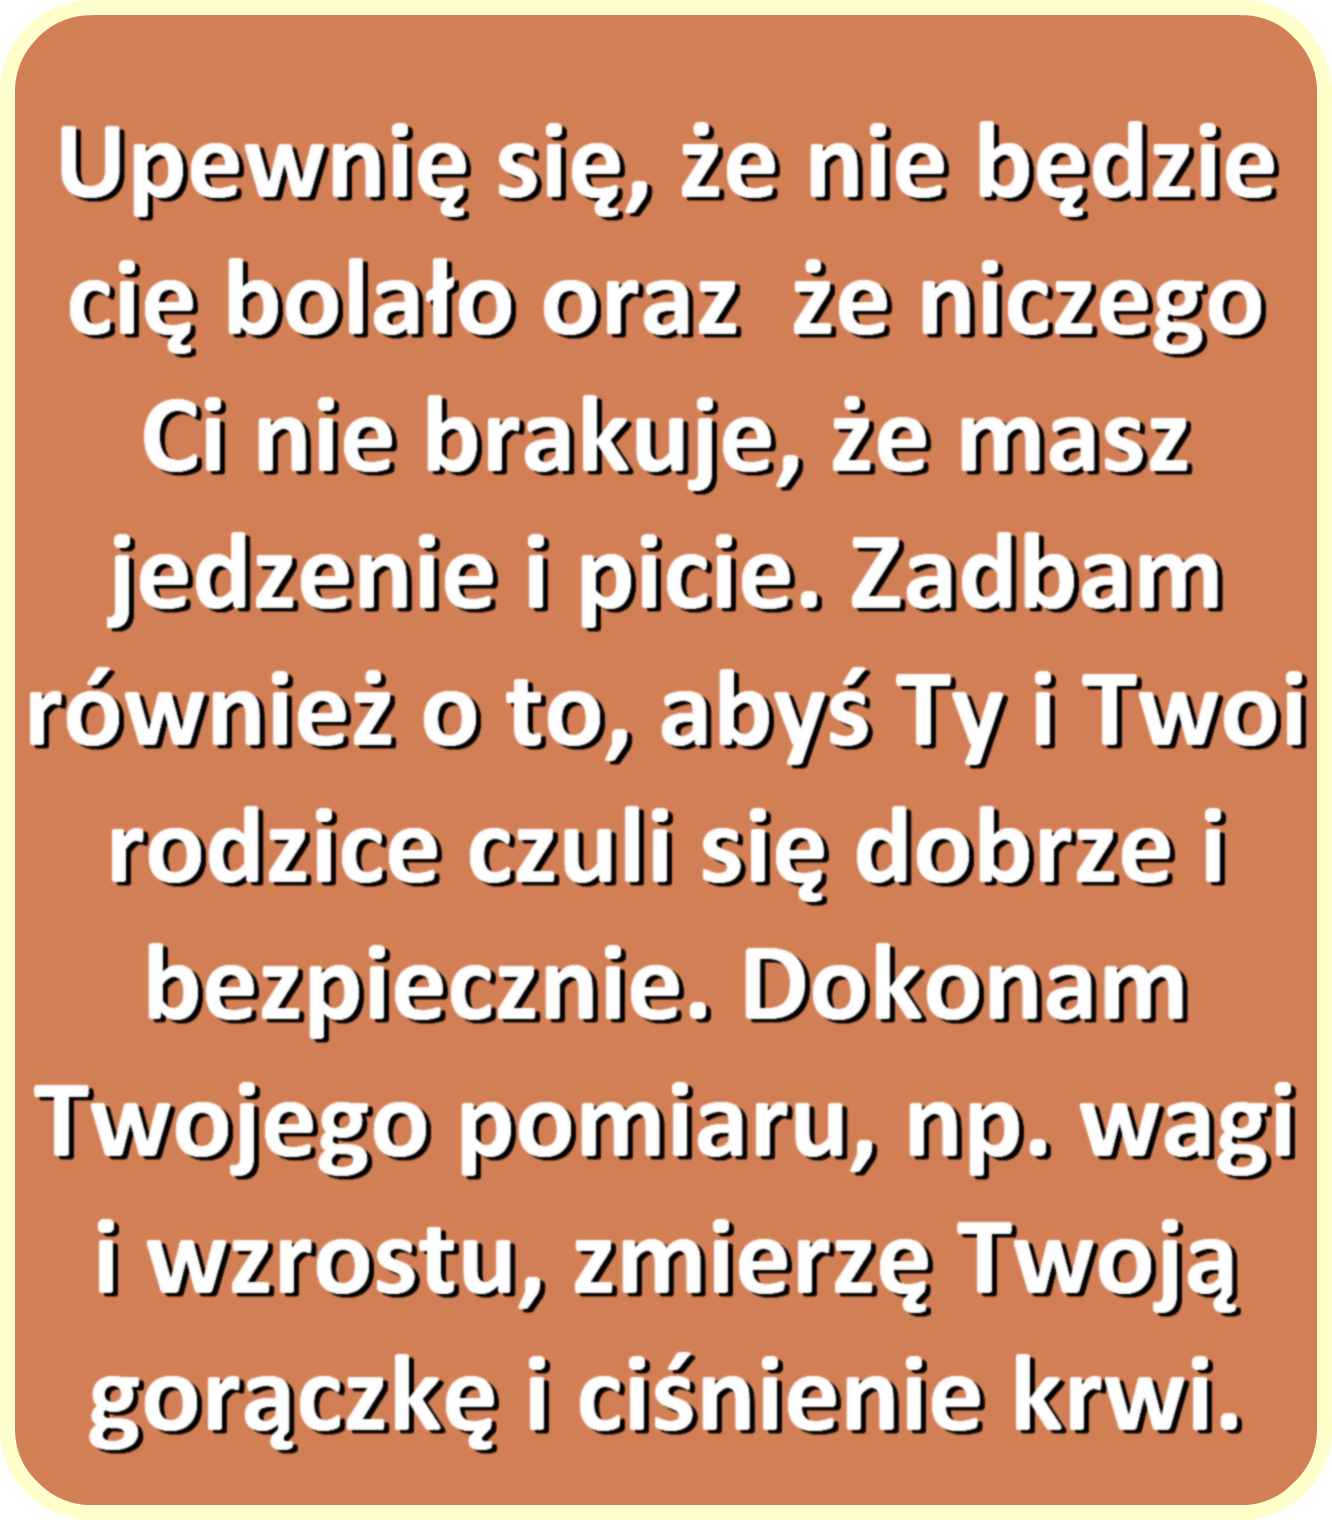 Upewnię się, że nie będzie
cię bolało oraz  że niczego
Ci nie brakuje, że masz
jedzenie i picie. Zadbam
również o to, abyś Ty i Twoi
rodzice czuli się dobrze i
bezpiecznie. Dokonam
Twojego pomiaru, np. wagi
i wzrostu, zmierzę Twoją
gorączkę i ciśnienie krwi.